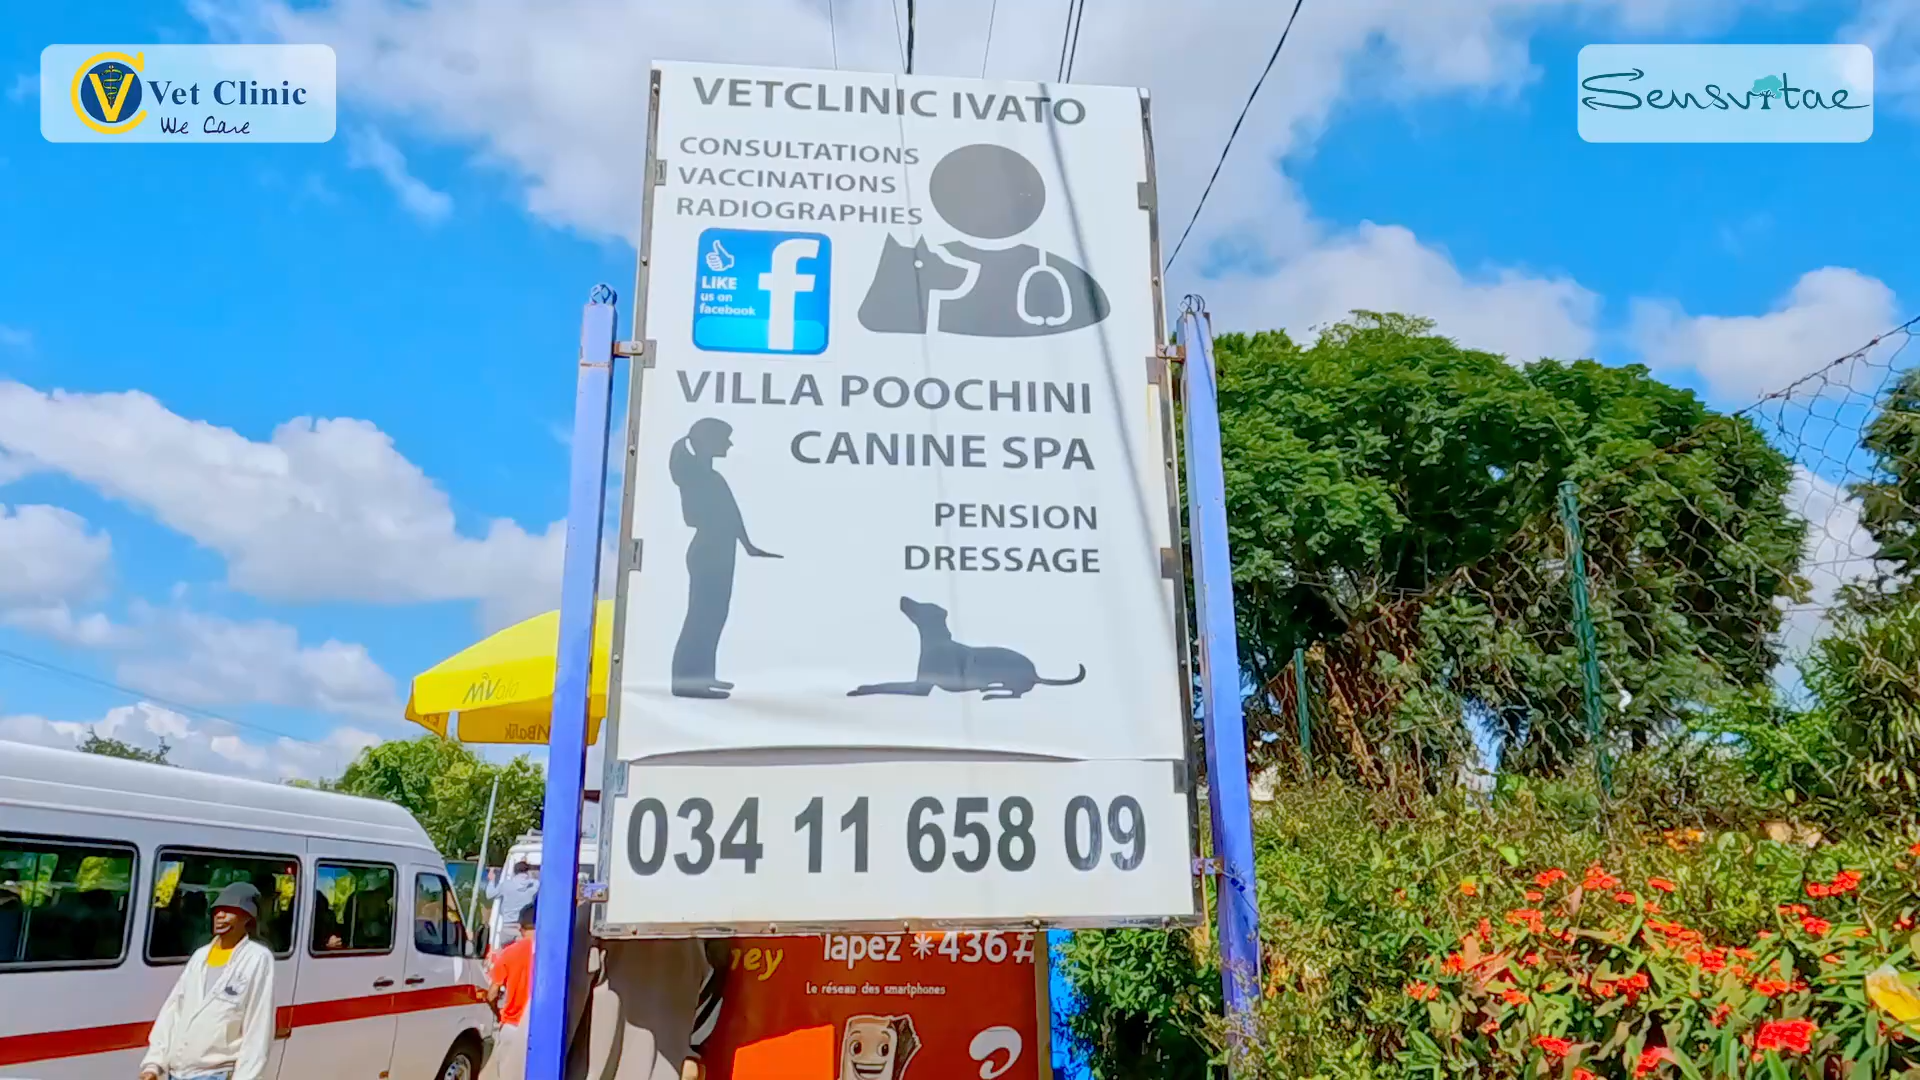 Vet Clinic
We Care
Sensvitae
VETCLINIC IVATO
CONSULTATIONS
VACCINATIONS
RADIOGRAPHIES
LIKE
us on
facebook
VILLA POOCHINI
CANINE SPA
PENSION
DRESSAGE
034 11 658 09
MVola
Tapez *436#
Le réseau des smartphones